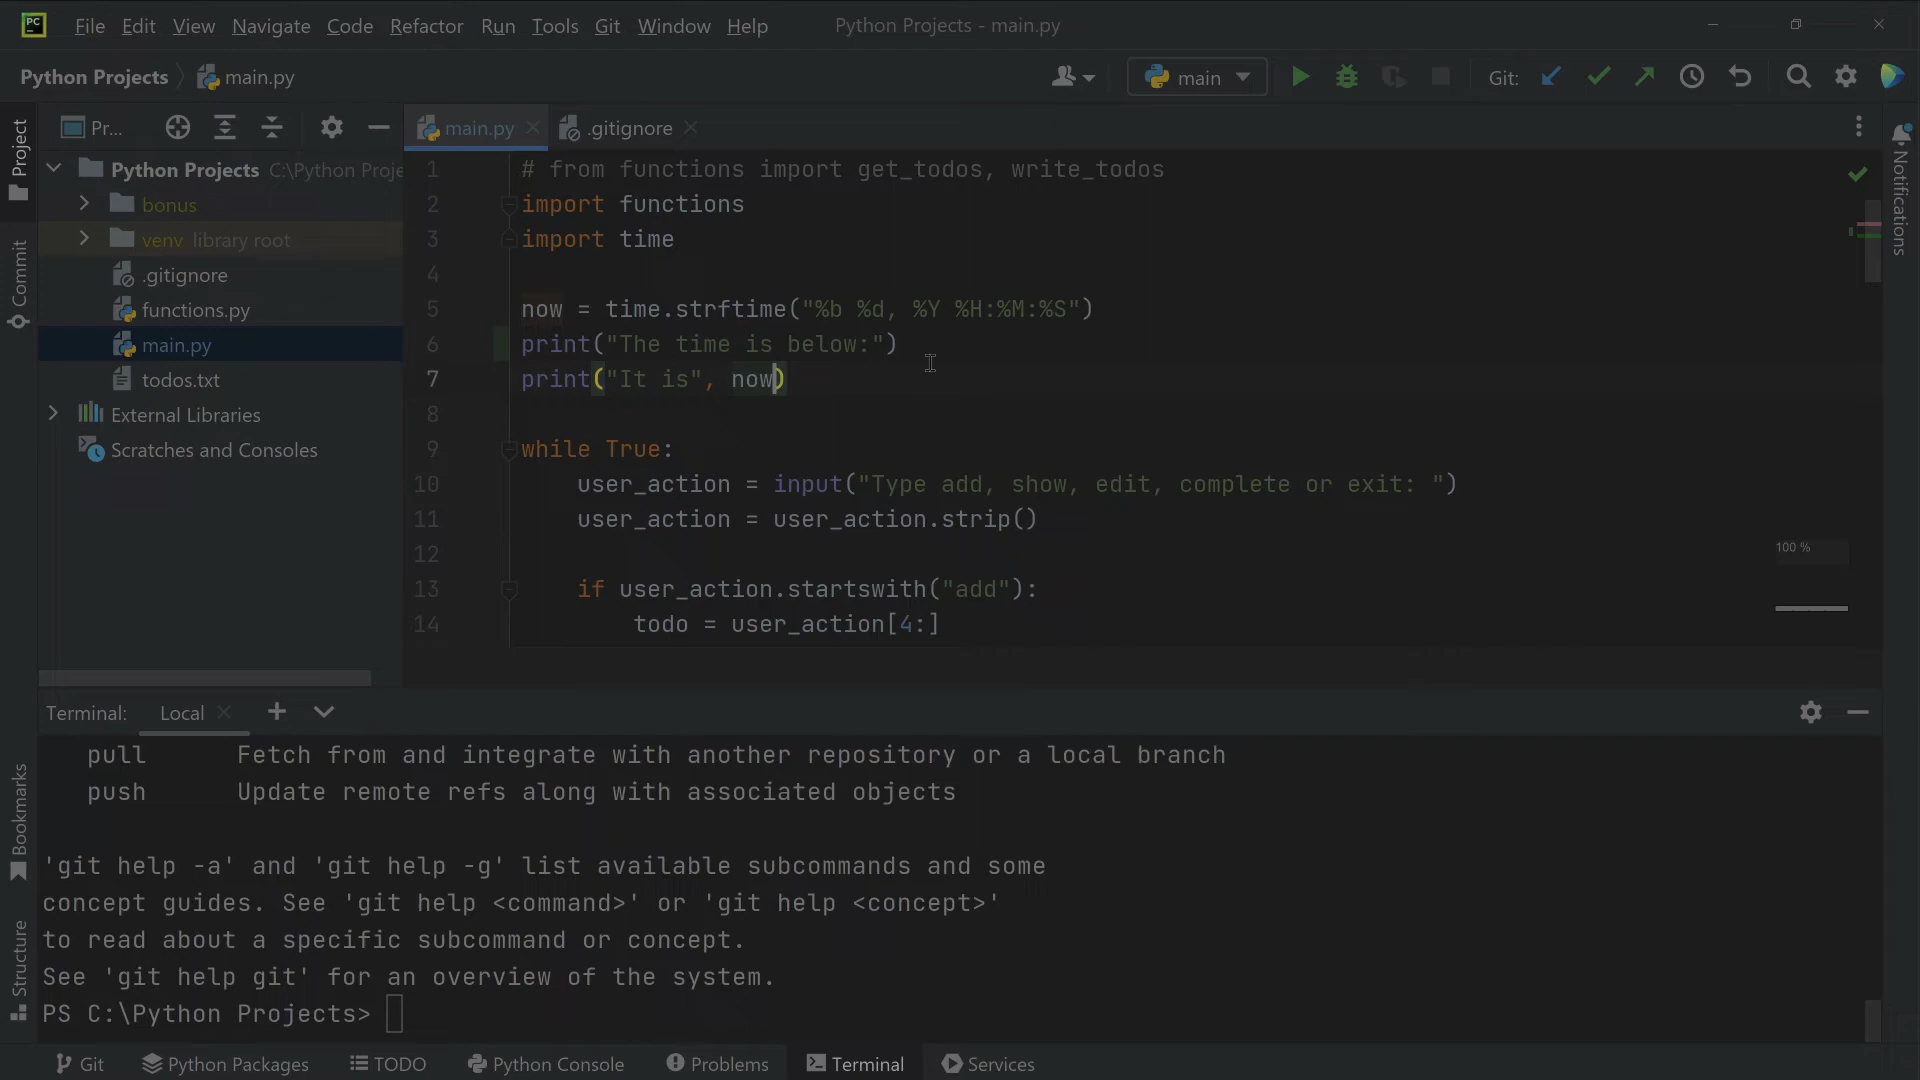 PC File Edit View Navigate Code Refactor Run Tools Git Window Help Python Projects - main.py
Python Projects main.py main Git:
Project
Pr...
main.py .gitignore
Python Projects C:\Python Proje
bonus
venv library root
.gitignore
functions.py
main.py
todos.txt
External Libraries
Scratches and Consoles
Commit
Bookmarks
Structure
Notifications
1 # from functions import get_todos, write_todos
2 import functions
3 import time
4
5 now = time.strftime("%b %d, %Y %H:%M:%S")
6 print("The time is below:")
7 print("It is", now)
8
9 while True:
10 user_action = input("Type add, show, edit, complete or exit: ")
11 user_action = user_action.strip()
12
13 if user_action.startswith("add"):
14 todo = user_action[4:]
100 %
Terminal: Local
pull Fetch from and integrate with another repository or a local branch
push Update remote refs along with associated objects
'git help -a' and 'git help -g' list available subcommands and some
concept guides. See 'git help <command>' or 'git help <concept>'
to read about a specific subcommand or concept.
See 'git help git' for an overview of the system.
PS C:\Python Projects>
Git Python Packages TODO Python Console Problems Terminal Services